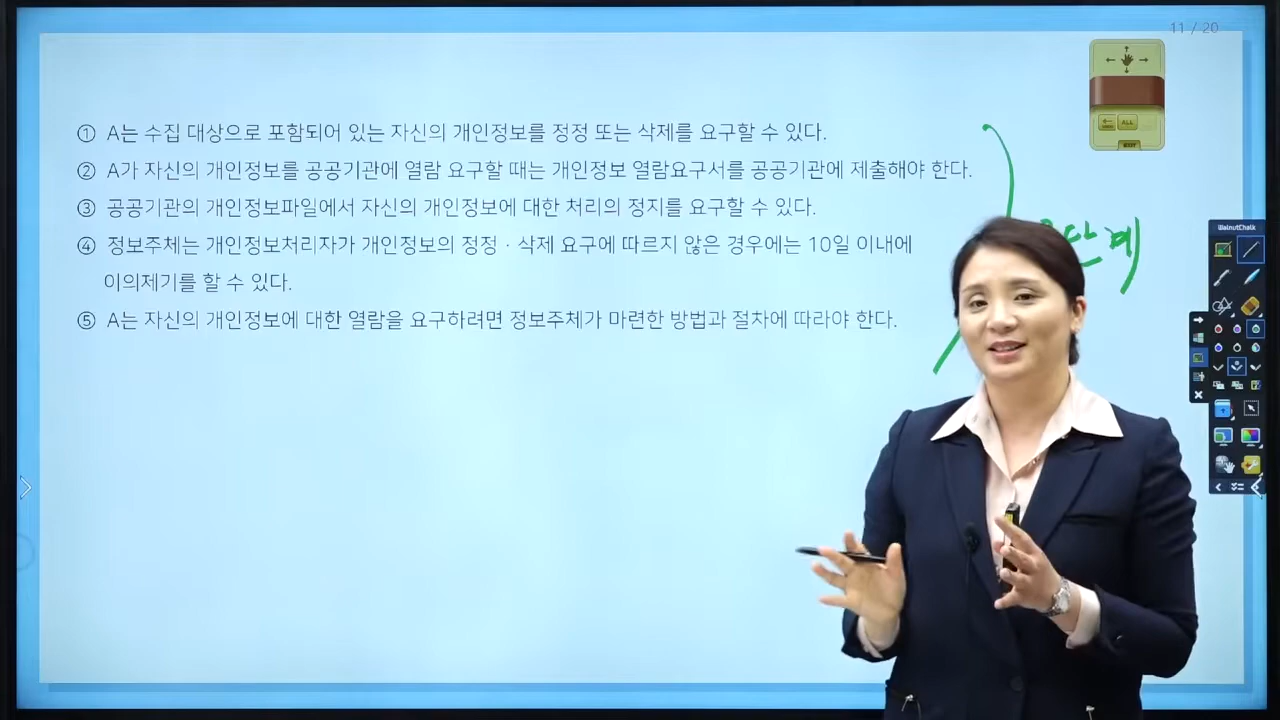 11 / 20
① A는 수집 대상으로 포함되어 있는 자신의 개인정보를 정정 또는 삭제를 요구할 수 있다.
② A가 자신의 개인정보를 공공기관에 열람 요구할 때는 개인정보 열람요구서를 공공기관에 제출해야 한다.
③ 공공기관의 개인정보파일에서 자신의 개인정보에 대한 처리의 정지를 요구할 수 있다.
④ 정보주체는 개인정보처리자가 개인정보의 정정 · 삭제 요구에 따르지 않은 경우에는 10일 이내에
이의제기를 할 수 있다.
⑤ A는 자신의 개인정보에 대한 열람을 요구하려면 정보주체가 마련한 방법과 절차에 따라야 한다.
WalnutChalk
ALL